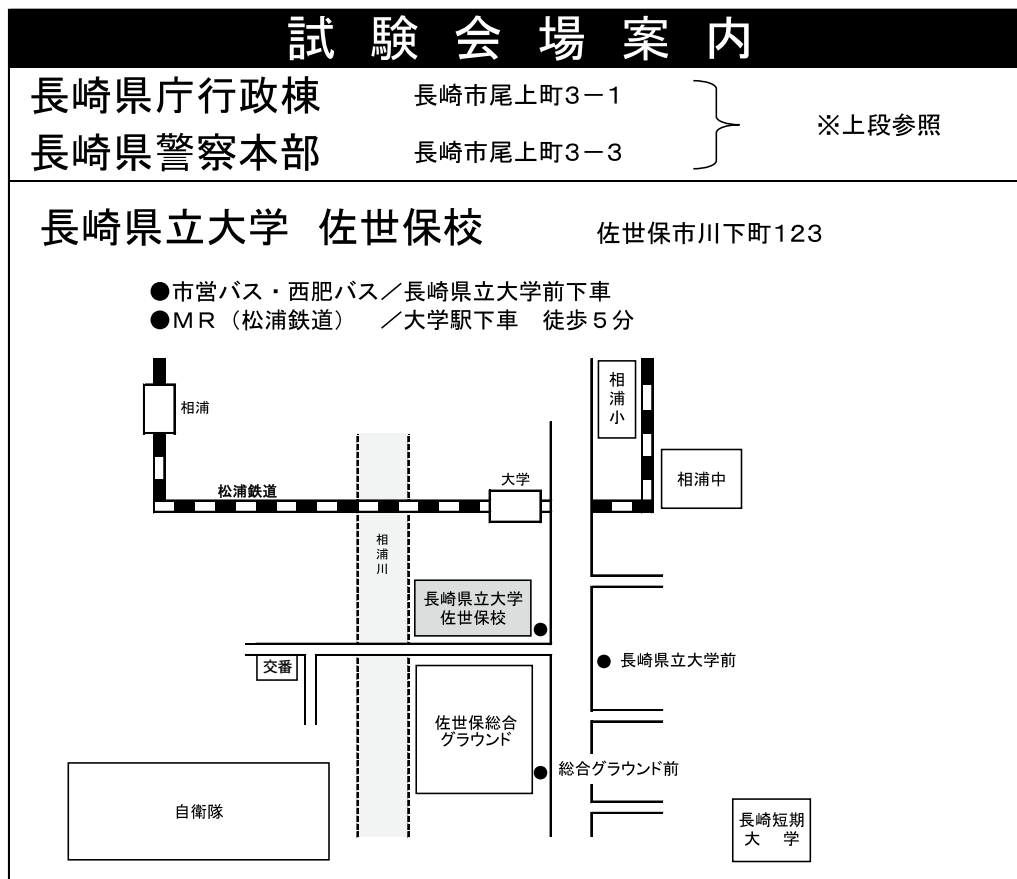 試験会場案内
長崎県庁行政棟　長崎市尾上町3－1
長崎県警察本部　長崎市尾上町3－3
※上段参照
長崎県立大学　佐世保校　佐世保市川下町123
●市営バス・西肥バス／長崎県立大学前下車
●MR（松浦鉄道）　／大学駅下車　徒歩5分
相浦
相浦小
相浦中
大学
松浦鉄道
相浦川
長崎県立大学
佐世保校
長崎県立大学前
交番
佐世保総合
グラウンド
総合グラウンド前
自衛隊
長崎短期
大　学